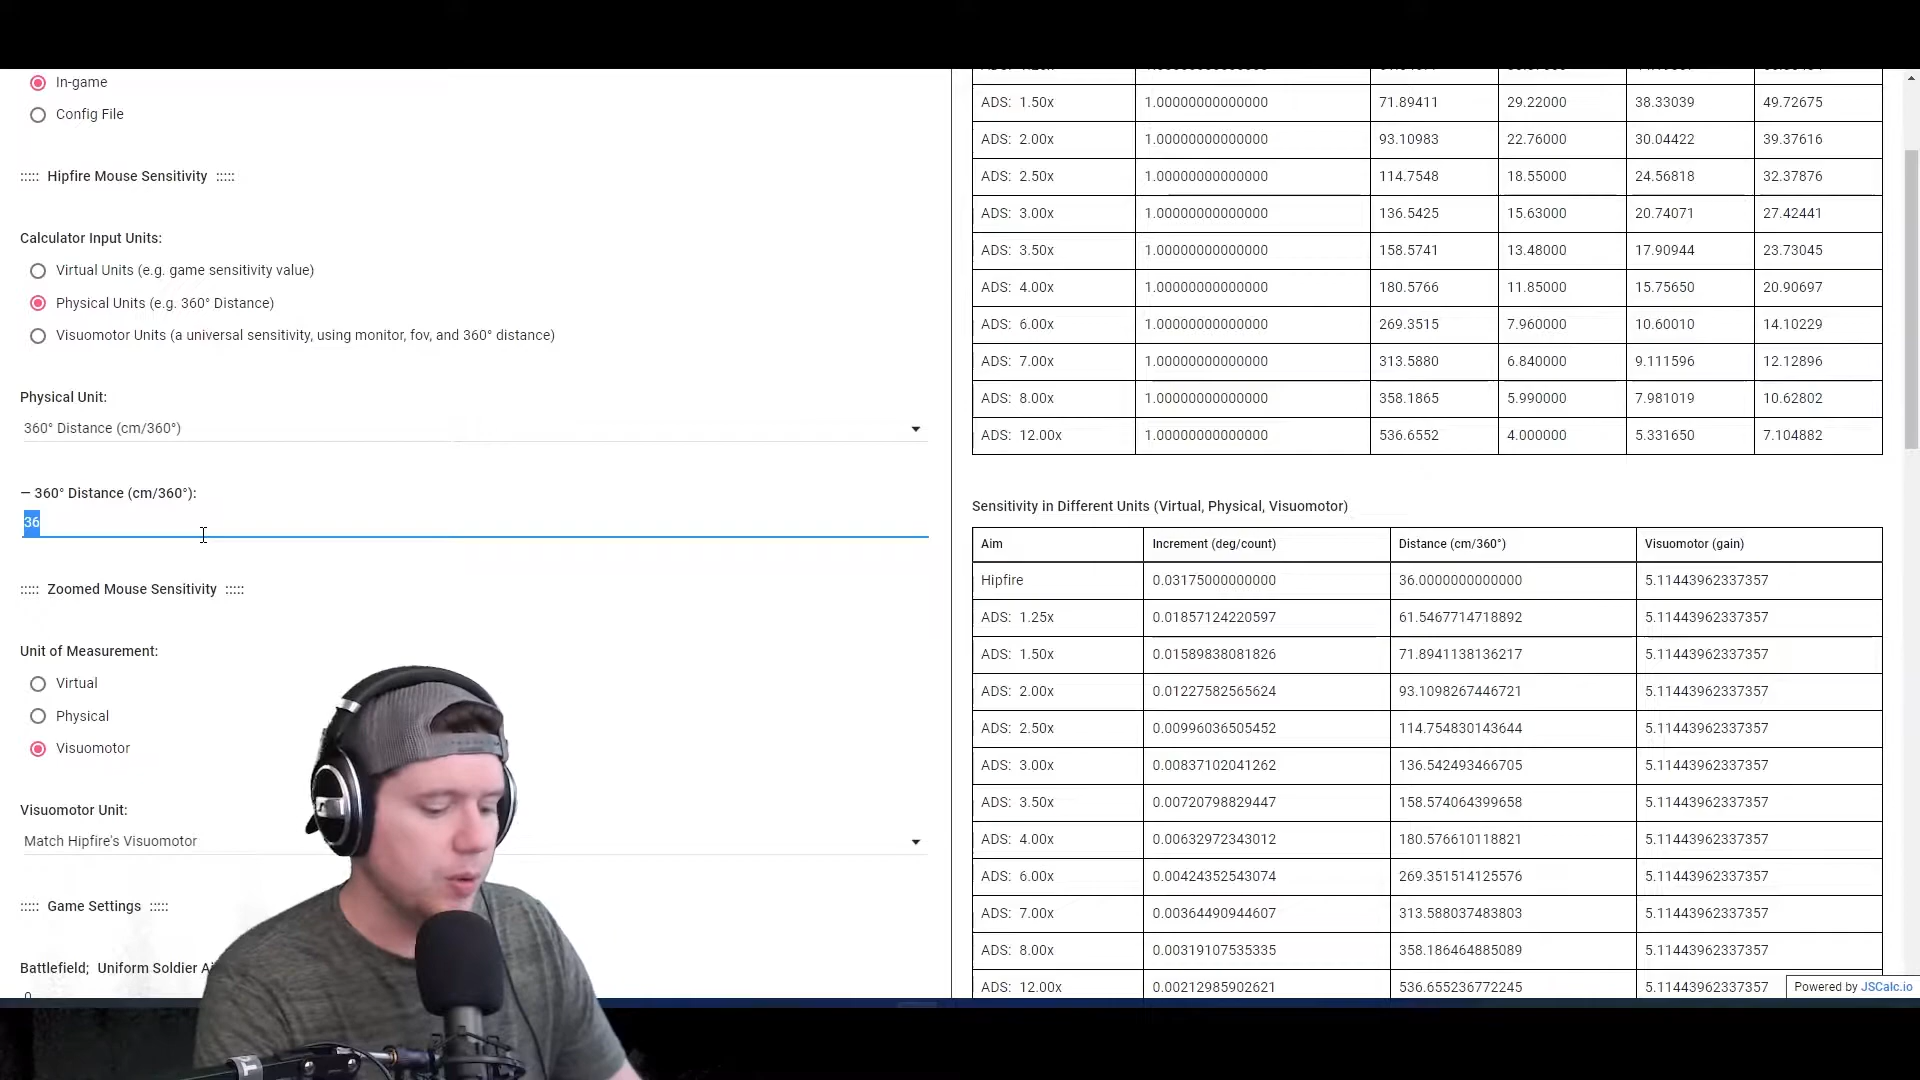 In-game
Config File
::::: Hipfire Mouse Sensitivity :::::
Calculator Input Units:
Virtual Units (e.g. game sensitivity value)
Physical Units (e.g. 360° Distance)
Visuomotor Units (a universal sensitivity, using monitor, fov, and 360° distance)
Physical Unit:
360° Distance (cm/360°)
— 360° Distance (cm/360°):
36
::::: Zoomed Mouse Sensitivity :::::
Unit of Measurement:
Virtual
Physical
Visuomotor
Visuomotor Unit:
Match Hipfire's Visuomotor
::::: Game Settings :::::
Battlefield; Uniform Soldier
0
ADS: 1.50x 1.00000000000000 71.89411 29.22000 38.33039 49.72675
ADS: 2.00x 1.00000000000000 93.10983 22.76000 30.04422 39.37616
ADS: 2.50x 1.00000000000000 114.7548 18.55000 24.56818 32.37876
ADS: 3.00x 1.00000000000000 136.5425 15.63000 20.74071 27.42441
ADS: 3.50x 1.00000000000000 158.5741 13.48000 17.90944 23.73045
ADS: 4.00x 1.00000000000000 180.5766 11.85000 15.75650 20.90697
ADS: 6.00x 1.00000000000000 269.3515 7.960000 10.60010 14.10229
ADS: 7.00x 1.00000000000000 313.5880 6.840000 9.111596 12.12896
ADS: 8.00x 1.00000000000000 358.1865 5.990000 7.981019 10.62802
ADS: 12.00x 1.00000000000000 536.6552 4.000000 5.331650 7.104882
Sensitivity in Different Units (Virtual, Physical, Visuomotor)
Aim Increment (deg/count) Distance (cm/360°) Visuomotor (gain)
Hipfire 0.03175000000000 36.0000000000000 5.11443962337357
ADS: 1.25x 0.01857124220597 61.5467714718892 5.11443962337357
ADS: 1.50x 0.01589838081826 71.8941138136217 5.11443962337357
ADS: 2.00x 0.01227582565624 93.1098267446721 5.11443962337357
ADS: 2.50x 0.00996036505452 114.754830143644 5.11443962337357
ADS: 3.00x 0.00837102041262 136.542493466705 5.11443962337357
ADS: 3.50x 0.00720798829447 158.574064399658 5.11443962337357
ADS: 4.00x 0.00632972343012 180.576610118821 5.11443962337357
ADS: 6.00x 0.00424352543074 269.351514125576 5.11443962337357
ADS: 7.00x 0.00364490944607 313.588037483803 5.11443962337357
ADS: 8.00x 0.00319107535335 358.186464885089 5.11443962337357
ADS: 12.00x 0.00212985902621 536.655236772245 5.11443962337357
Powered by JSCalc.io